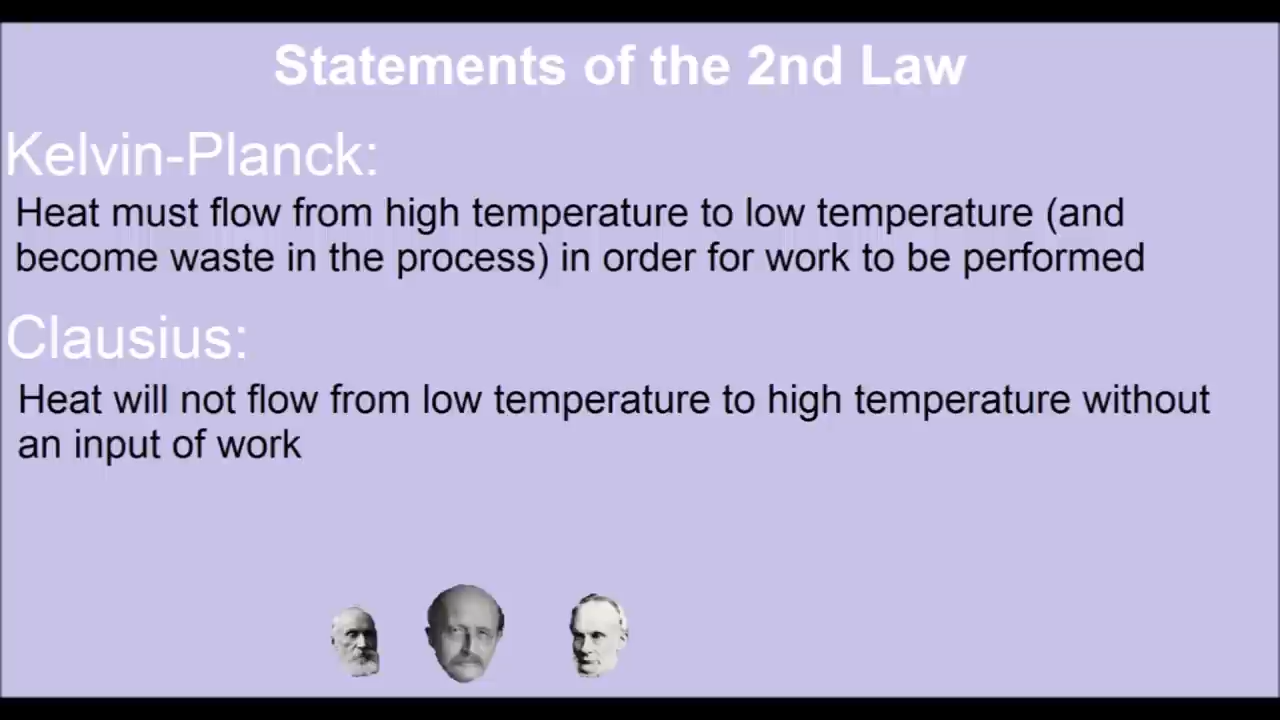 Statements of the 2nd Law
Kelvin-Planck:
Heat must flow from high temperature to low temperature (and
become waste in the process) in order for work to be performed
Clausius:
Heat will not flow from low temperature to high temperature without
an input of work